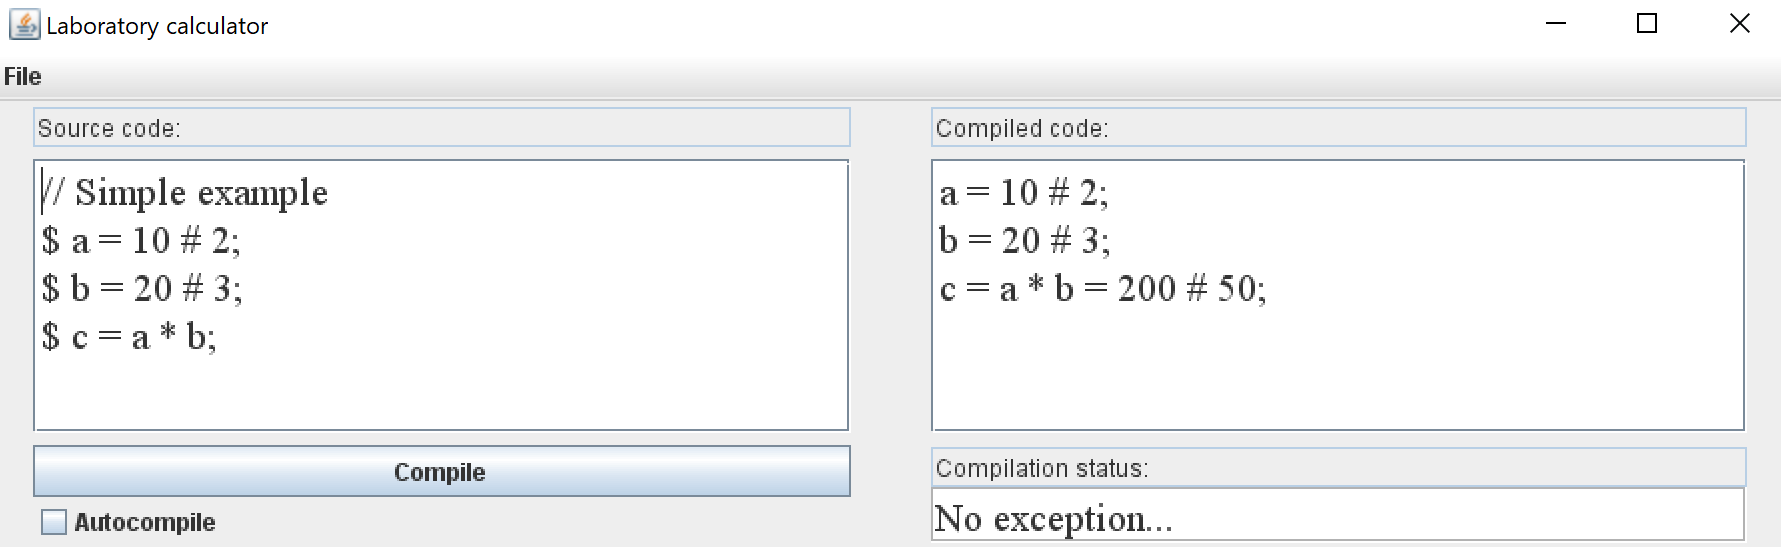 Laboratory calculator
File
Source code:
// Simple example
$ a = 10 # 2;
$ b = 20 # 3;
$ c = a * b;
Compile
Autocompile
Compiled code:
a = 10 # 2;
b = 20 # 3;
c = a * b = 200 # 50;
Compilation status:
No exception...